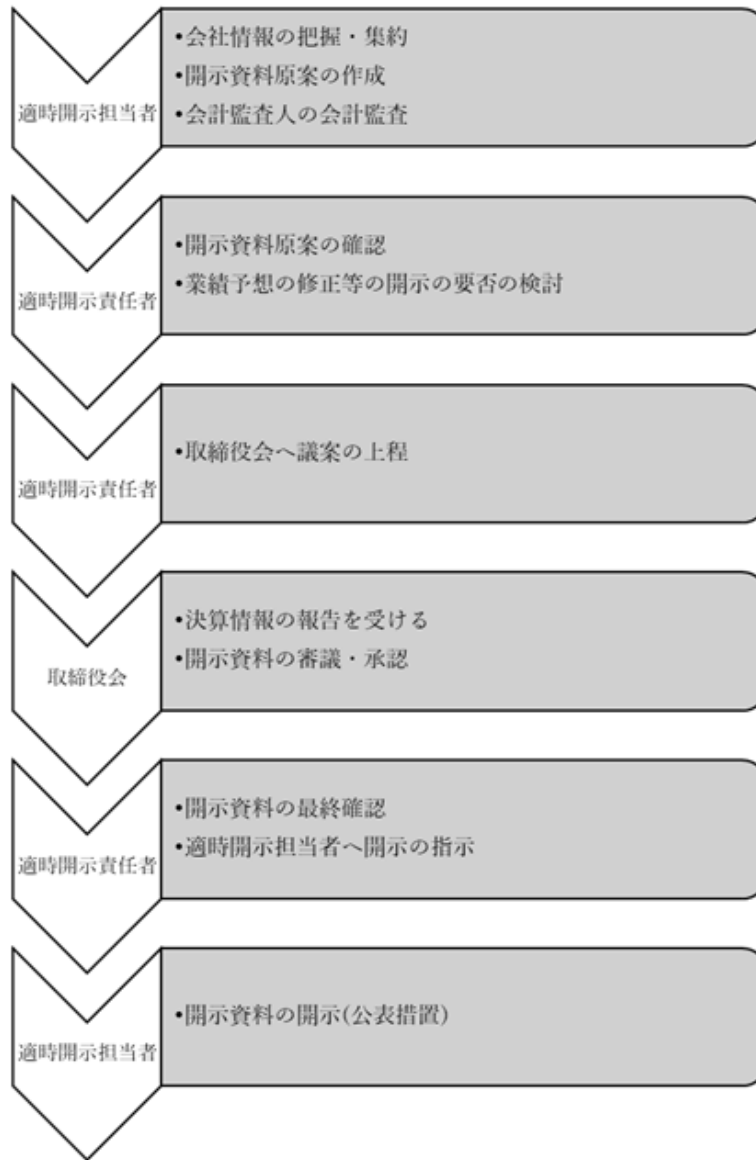 適時開示担当者
•会社情報の把握・集約
•開示資料原案の作成
•会計監査人の会計監査
適時開示責任者
•開示資料原案の確認
•業績予想の修正等の開示の要否の検討
適時開示責任者
•取締役会へ議案の上程
取締役会
•決算情報の報告を受ける
•開示資料の審議・承認
適時開示責任者
•開示資料の最終確認
•適時開示担当者へ開示の指示
適時開示担当者
•開示資料の開示(公表措置)